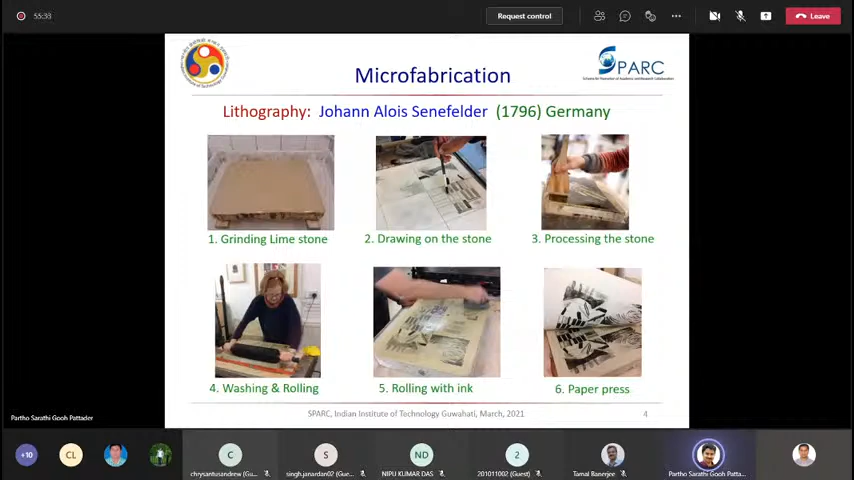 55:33
Request control
Leave
SPARC
Microfabrication
Lithography: Johann Alois Senefelder (1796) Germany
1. Grinding Lime stone
2. Drawing on the stone
3. Processing the stone
4. Washing & Rolling
5. Rolling with ink
6. Paper press
SPARC, Indian Institute of Technology Guwahati, March, 2021
4
Partho Sarathi Gooh Pattader
+10
CL
C
S
ND
2
chrysantusandrew (Gu...
singh.janardan02 (Gue...
NIPU KUMAR DAS
201011002 (Guest)
Tamal Banerjee
Partho Sarathi Gooh Patta...